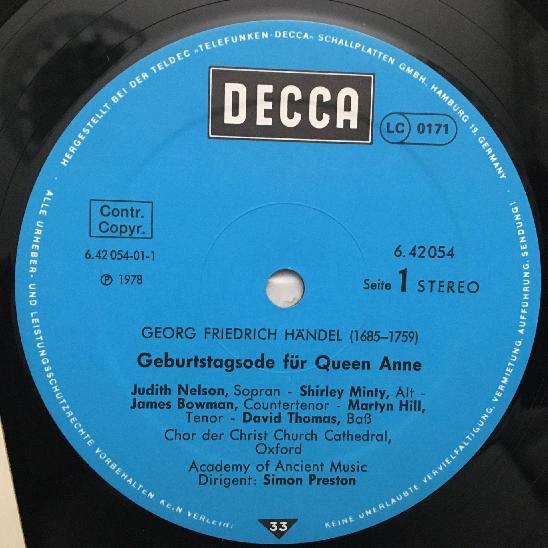 HERGESTELLT BEI DER TELDEC „TELEFUNKEN-DECCA“ SCHALLPLATTEN GMBH, HAMBURG 19, GERMANY
DECCA
LC 0171
Contr.
Copyr.
6.42 054-01-1
Ⓟ 1978
6.42054
Seite 1 STEREO
GEORG FRIEDRICH HÄNDEL (1685–1759)
Geburtstagsode für Queen Anne
Judith Nelson, Sopran - Shirley Minty, Alt -
James Bowman, Countertenor - Martyn Hill,
Tenor - David Thomas, Baß
Chor der Christ Church Cathedral,
Oxford
Academy of Ancient Music
Dirigent: Simon Preston
33
ALLE URHEBER- UND LEISTUNGSSCHUTZRECHTE VORBEHALTEN. KEIN VERLEIH!
KEINE UNERLAUBTE VERVIELFÄLTIGUNG, VERMIETUNG, AUFFÜHRUNG, SENDUNG!